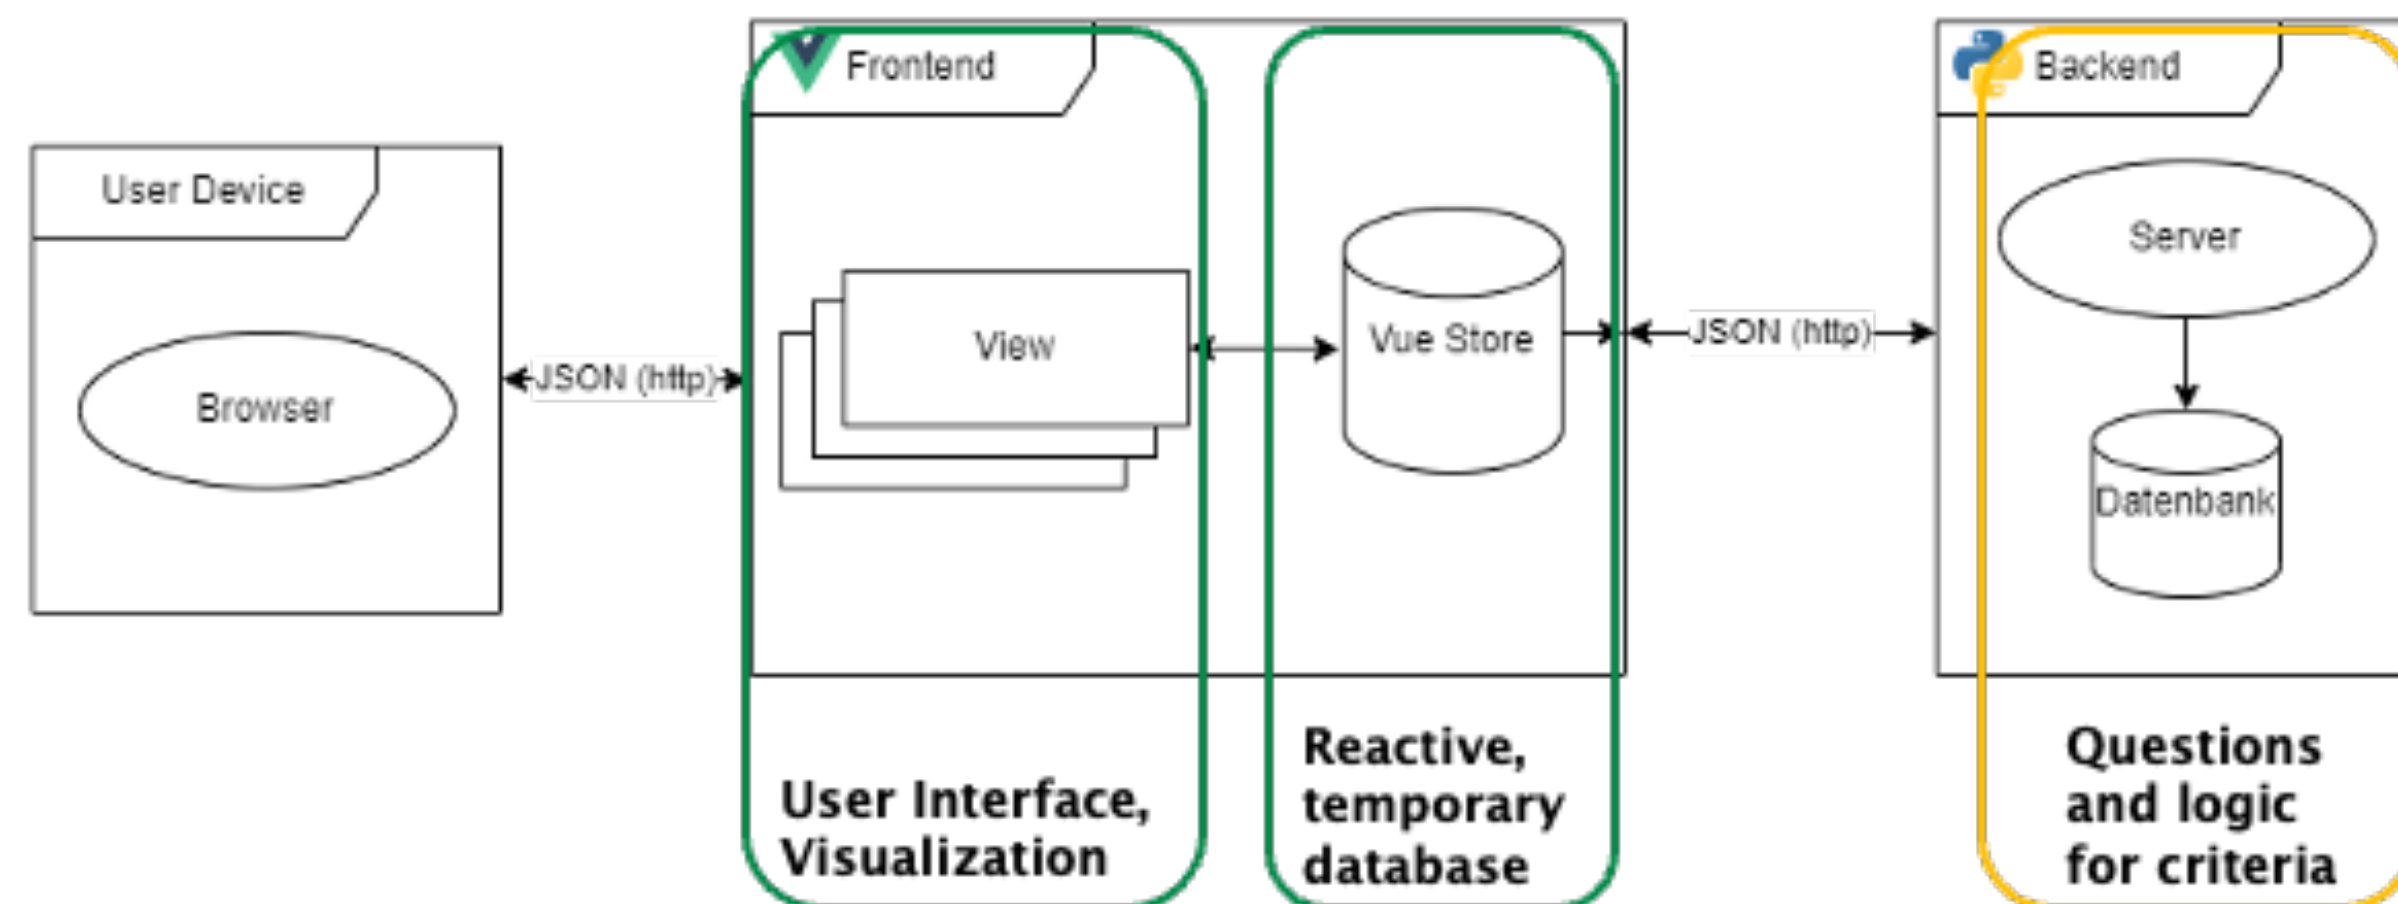 User Device
Browser
JSON (http)
Frontend
View
Vue Store
JSON (http)
Backend
Server
Datenbank
User Interface,
Visualization
Reactive,
temporary
database
Questions
and logic
for criteria